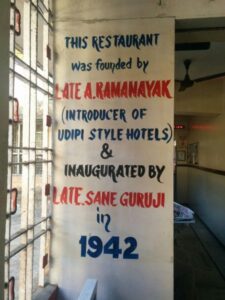 THIS RESTAURANT
was founded by
LATE A.RAMANAYAK
(INTRODUCER OF
UDIPI STYLE HOTELS)
&
INAUGURATED BY
LATE.SANE GURUJI
in
1942